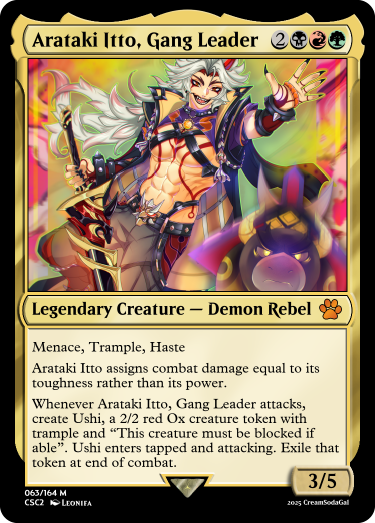 Arataki Itto, Gang Leader 2
Legendary Creature — Demon Rebel
Menace, Trample, Haste
Arataki Itto assigns combat damage equal to its
toughness rather than its power.
Whenever Arataki Itto, Gang Leader attacks,
create Ushi, a 2/2 red Ox creature token with
trample and “This creature must be blocked if
able”. Ushi enters tapped and attacking. Exile that
token at end of combat.
3/5
063/164 M
CSC2 Leonifa
2025 CreamSodaGal